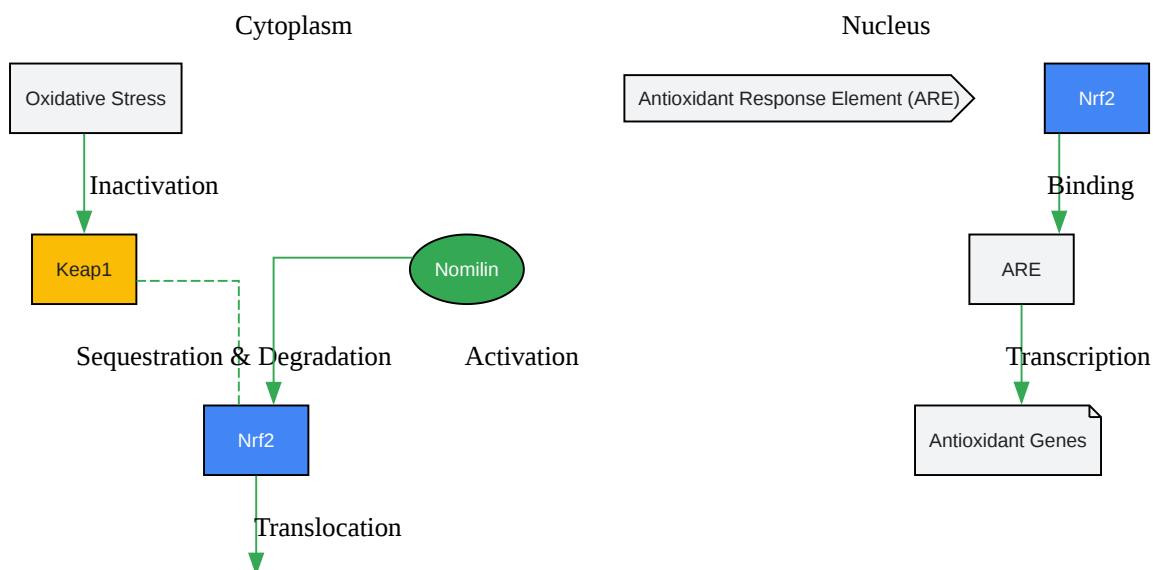 Cytoplasm
Nucleus
Oxidative Stress
Antioxidant Response Element (ARE)
Nrf2
Inactivation
Binding
Keap1
Nomilin
ARE
Sequestration & Degradation
Activation
Transcription
Nrf2
Antioxidant Genes
Translocation